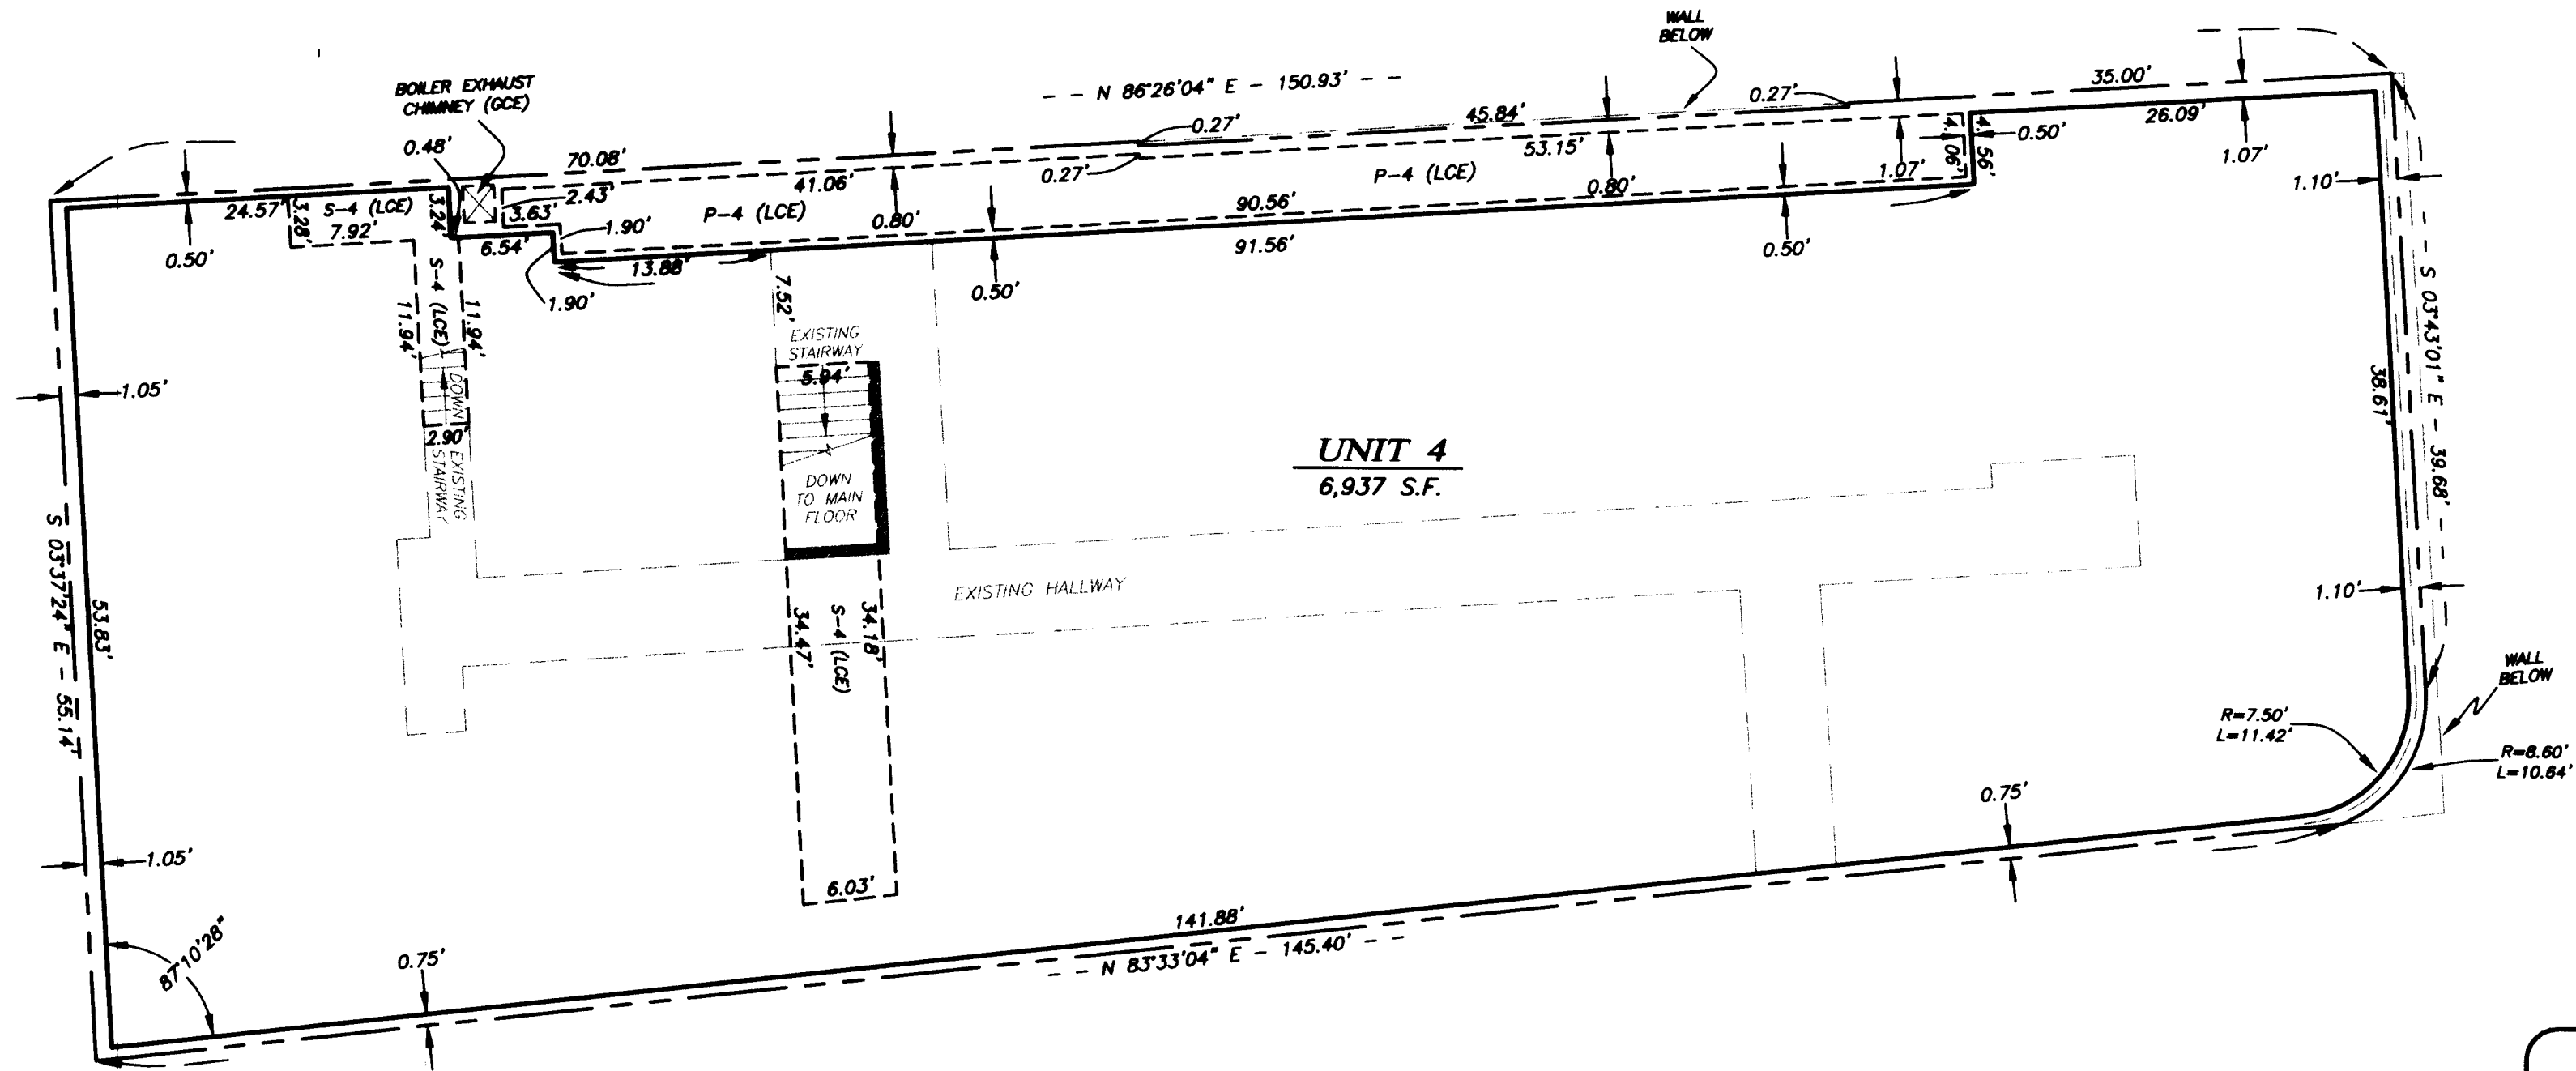 WALL
BELOW
BOILER EXHAUST
CHIMNEY (GCE)
- - N 86°26'04" E - 150.93' - -
35.00'
26.09'
0.27'
45.84'
0.27'
0.48'
70.08'
53.15'
4.06'
4.56'
0.50'
1.07'
1.07'
1.10'
0.27'
41.06'
2.43'
P-4 (LCE)
0.80'
24.57'
3.28'
S-4 (LCE)
7.92'
3.24'
3.63'
P-4 (LCE)
0.80'
90.56'
1.90'
6.54'
91.56'
0.50'
0.50'
13.88'
1.90'
0.50'
S-4 (LCE)
11.94'
11.94'
7.52'
EXISTING
STAIRWAY
5.94'
S 03°43'01" E - 39.68' - -
38.61'
1.05'
DOWN
2.90'
EXISTING
STAIRWAY
UNIT 4
6,937 S.F.
DOWN
TO MAIN
FLOOR
S 03°37'24" E - 55.14'
53.83'
EXISTING HALLWAY
34.47'
S-4 (LCE)
34.18'
1.10'
WALL
BELOW
R=7.50'
L=11.42'
R=8.60'
L=10.64'
0.75'
1.05'
6.03'
141.88'
- - N 83°33'04" E - 145.40' - -
87°10'28"
0.75'